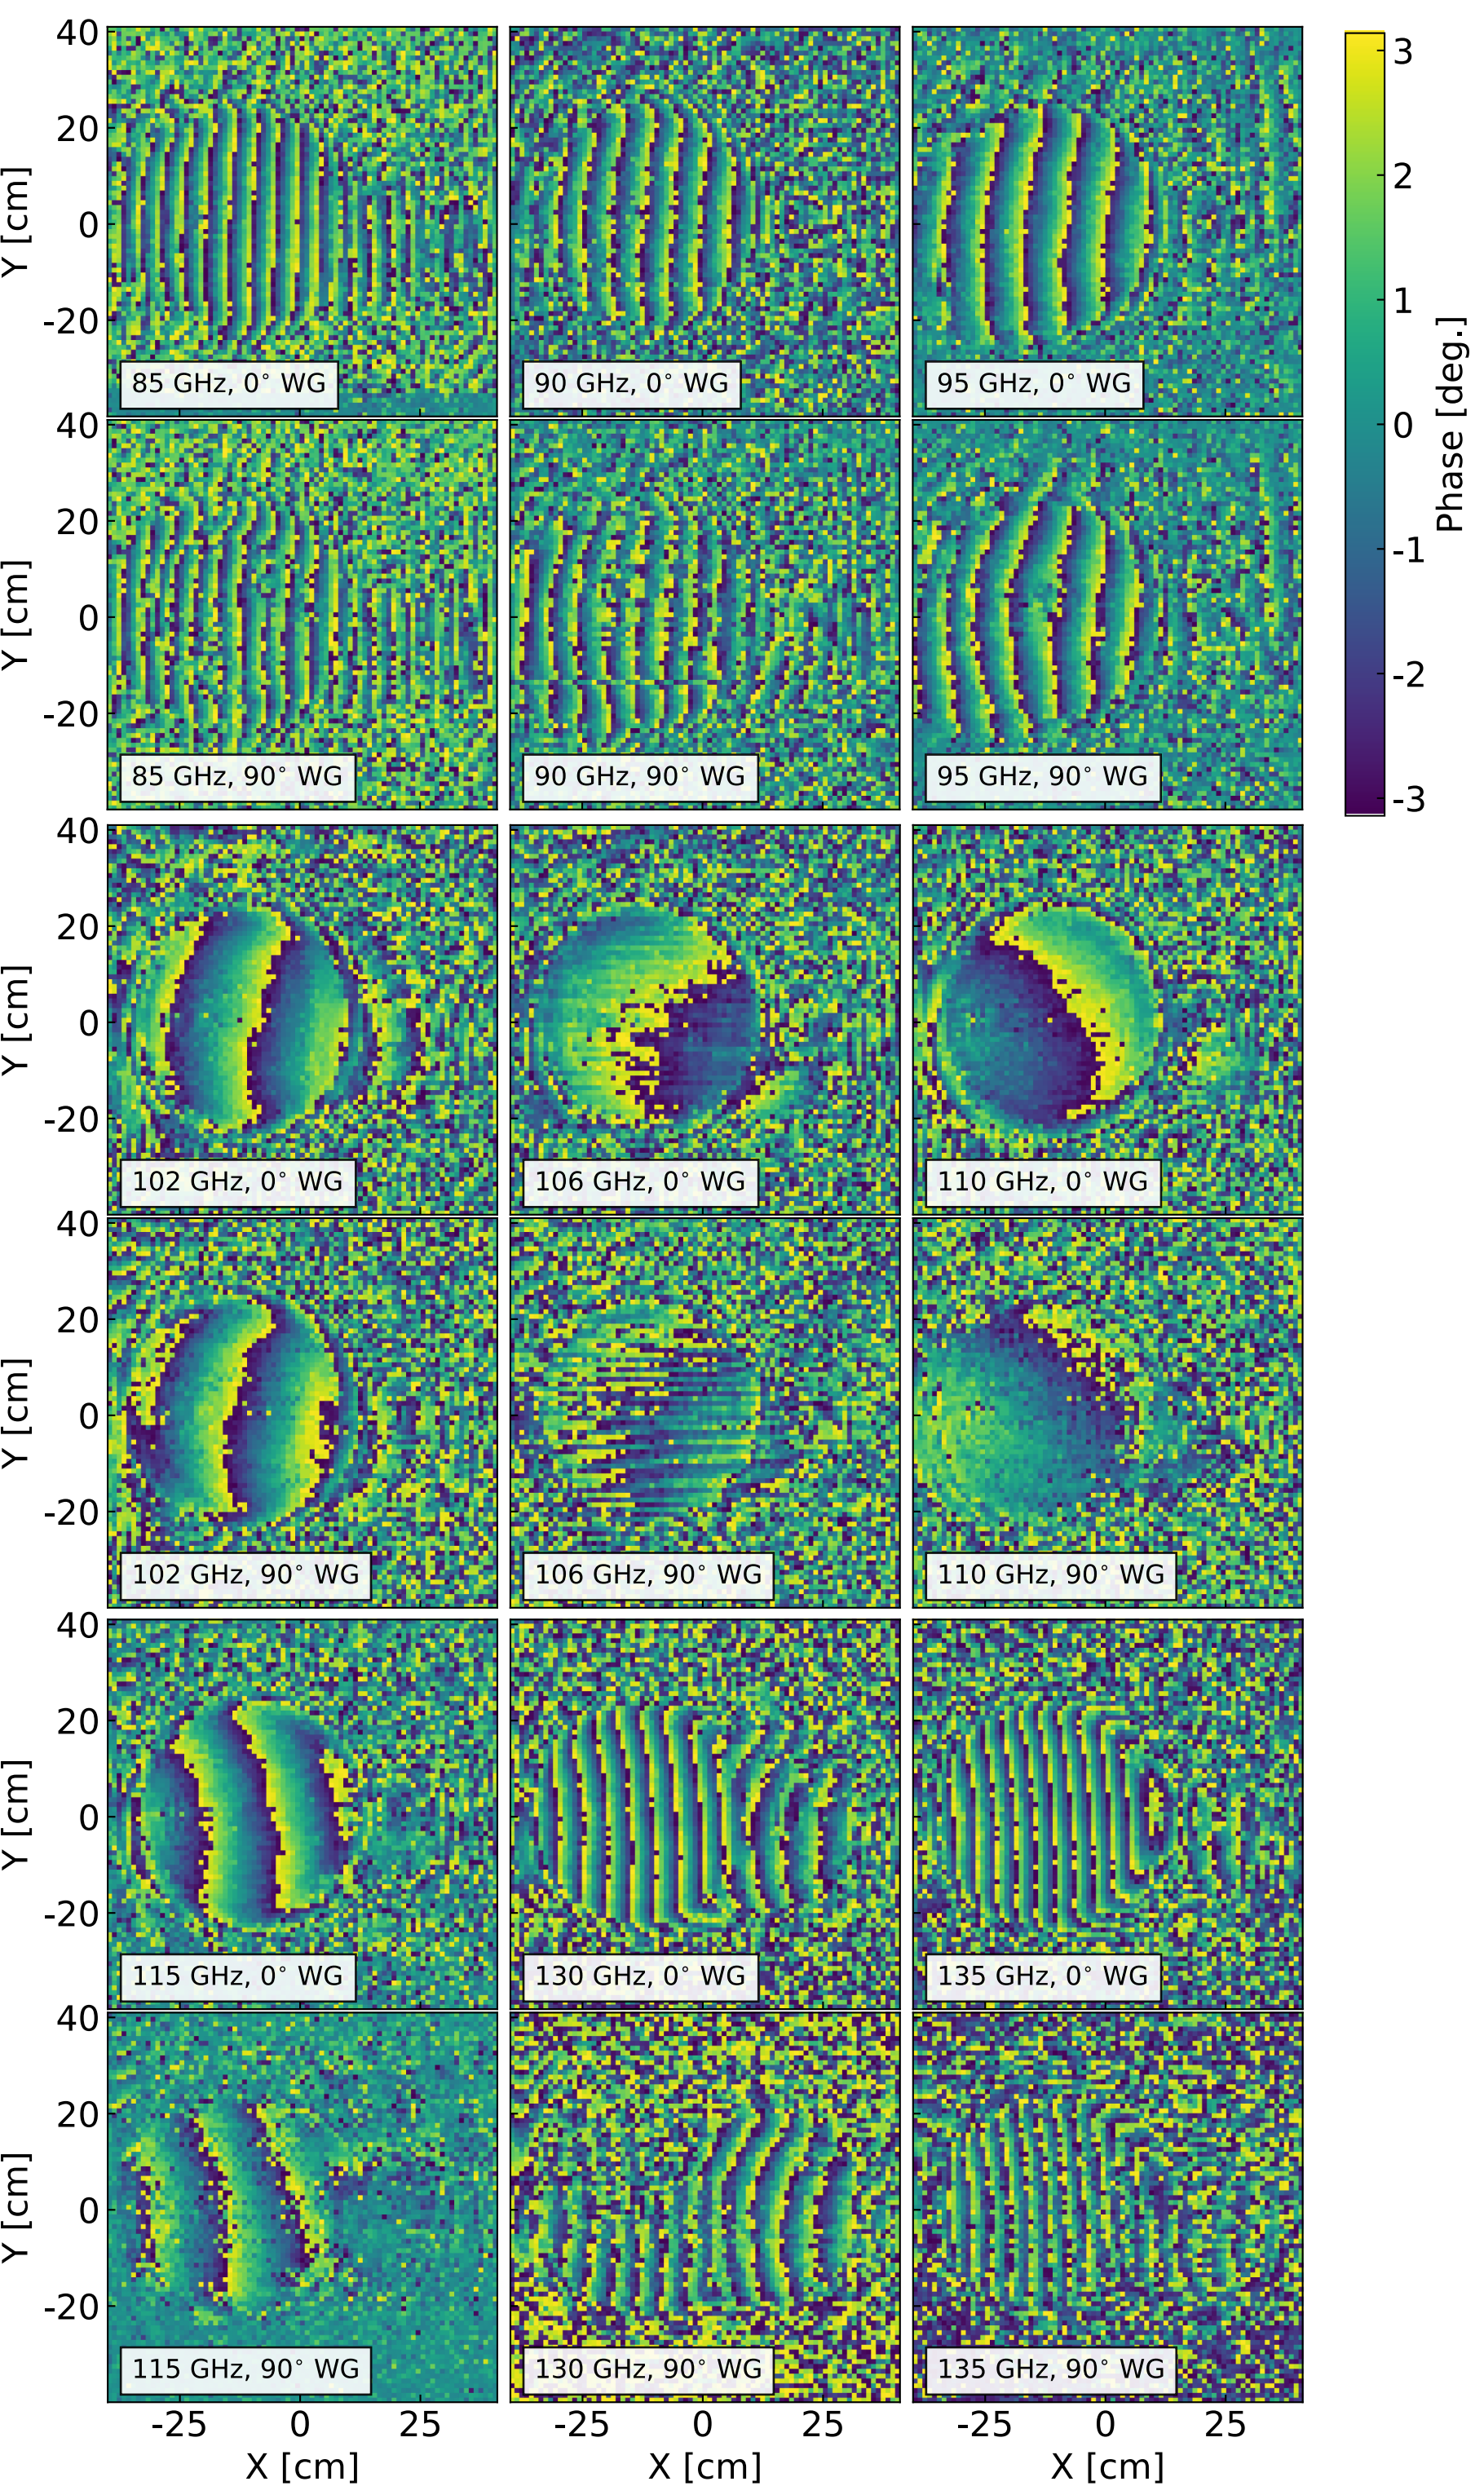 40
20
0
-20
Y [cm]
85 GHz, 0° WG
90 GHz, 0° WG
95 GHz, 0° WG
3
2
1
0
-1
-2
-3
Phase [deg.]
40
20
0
-20
Y [cm]
85 GHz, 90° WG
90 GHz, 90° WG
95 GHz, 90° WG
40
20
0
-20
Y [cm]
102 GHz, 0° WG
106 GHz, 0° WG
110 GHz, 0° WG
40
20
0
-20
Y [cm]
102 GHz, 90° WG
106 GHz, 90° WG
110 GHz, 90° WG
40
20
0
-20
Y [cm]
115 GHz, 0° WG
130 GHz, 0° WG
135 GHz, 0° WG
40
20
0
-20
Y [cm]
115 GHz, 90° WG
130 GHz, 90° WG
135 GHz, 90° WG
-25 0 25
-25 0 25
-25 0 25
X [cm]
X [cm]
X [cm]